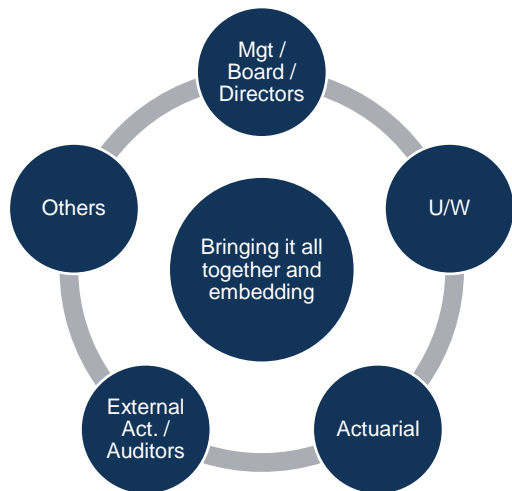 Mgt /
Board /
Directors
Others
U/W
Bringing it all
together and
embedding
External
Act. /
Auditors
Actuarial